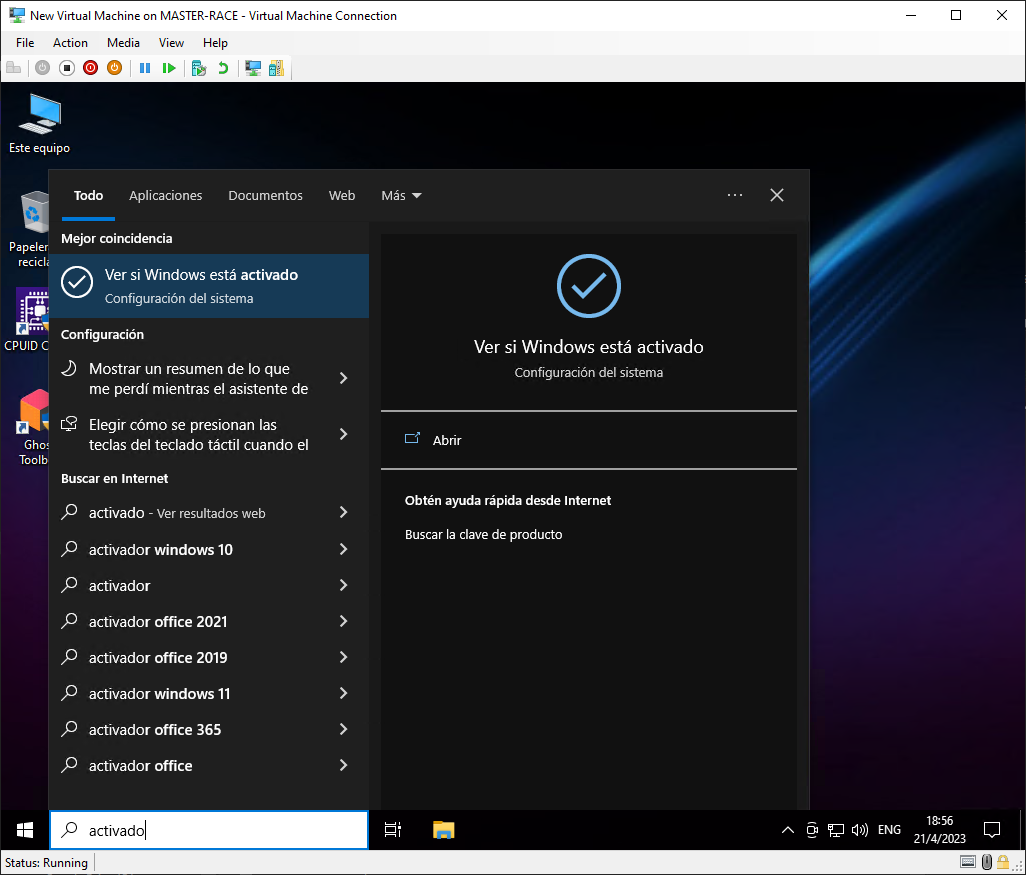 New Virtual Machine on MASTER-RACE - Virtual Machine Connection
File Action Media View Help
Este equipo
Papeler
recicla
CPUID C
Ghos
Toolb
Todo Aplicaciones Documentos Web Más
Mejor coincidencia
Ver si Windows está activado
Configuración del sistema
Configuración
Mostrar un resumen de lo que
me perdí mientras el asistente de
Elegir cómo se presionan las
teclas del teclado táctil cuando el
Buscar en Internet
activado - Ver resultados web
activador windows 10
activador
activador office 2021
activador office 2019
activador windows 11
activador office 365
activador office
Ver si Windows está activado
Configuración del sistema
Abrir
Obtén ayuda rápida desde Internet
Buscar la clave de producto
activado
ENG
18:56
21/4/2023
Status: Running